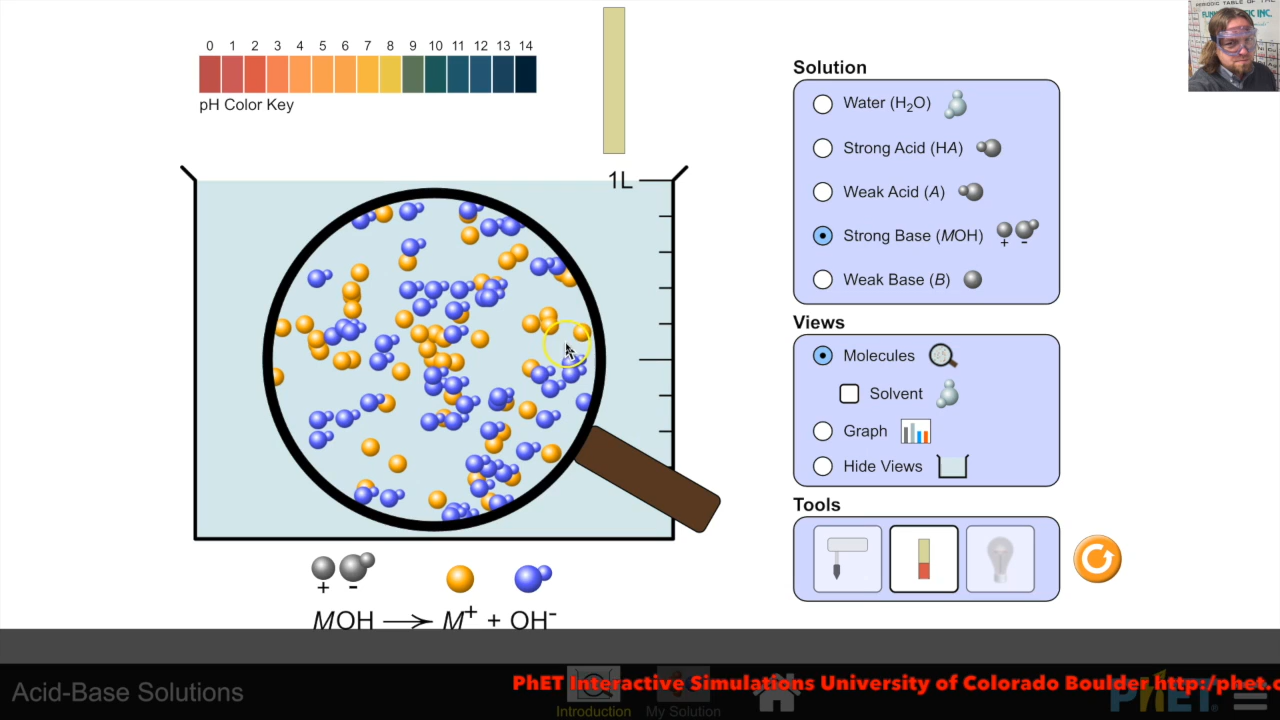 0 1 2 3 4 5 6 7 8 9 10 11 12 13 14
pH Color Key
1L
Solution
Water (H₂O)
Strong Acid (HA)
Weak Acid (A)
Strong Base (MOH)
+ -
Weak Base (B)
Views
Molecules
Solvent
Graph
Hide Views
Tools
+ -
MOH → M⁺ + OH⁻
Acid-Base Solutions
Introduction
My Solution
PhET Interactive Simulations University of Colorado Boulder http:/phet.c
PhET